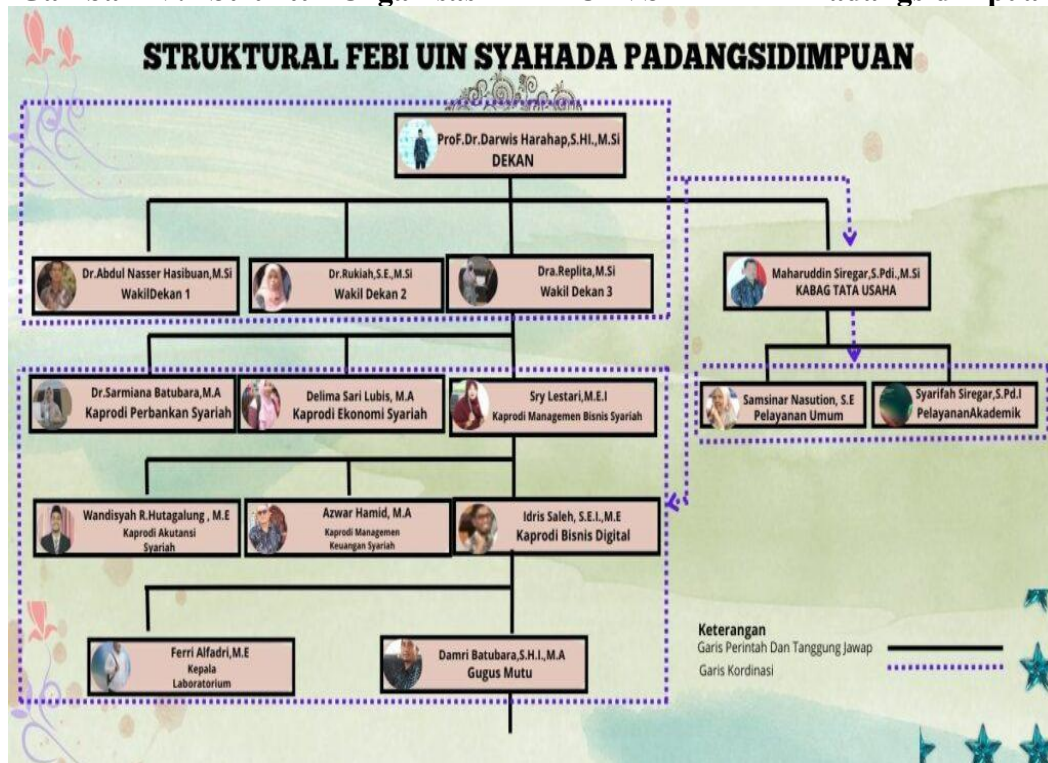 STRUKTURAL FEBI UIN SYAHADA PADANGSIDIMPUAN
ProF.Dr.Darwis Harahap,S.HI.,M.Si
DEKAN
Dr.Abdul Nasser Hasibuan,M.Si
WakilDekan 1
Dr.Rukiah,S.E.,M.Si
Wakil Dekan 2
Dra.Replita,M.Si
Wakil Dekan 3
Maharuddin Siregar,S.Pdi.,M.Si
KABAG TATA USAHA
Dr.Sarmiana Batubara,M.A
Kaprodi Perbankan Syariah
Delima Sari Lubis, M.A
Kaprodi Ekonomi Syariah
Sry Lestari,M.E.I
Kaprodi Managemen Bisnis Syariah
Samsinar Nasution, S.E
Pelayanan Umum
Syarifah Siregar,S.Pd.I
PelayananAkademik
Wandisyah R.Hutagalung , M.E
Kaprodi Akutansi
Syariah
Azwar Hamid, M.A
Kaprodi Managemen
Keuangan Syariah
Idris Saleh, S.E.I.,M.E
Kaprodi Bisnis Digital
Ferri Alfadri,M.E
Kepala
Laboratorium
Damri Batubara,S.H.I.,M.A
Gugus Mutu
Keterangan
Garis Perintah Dan Tanggung Jawap
Garis Kordinasi